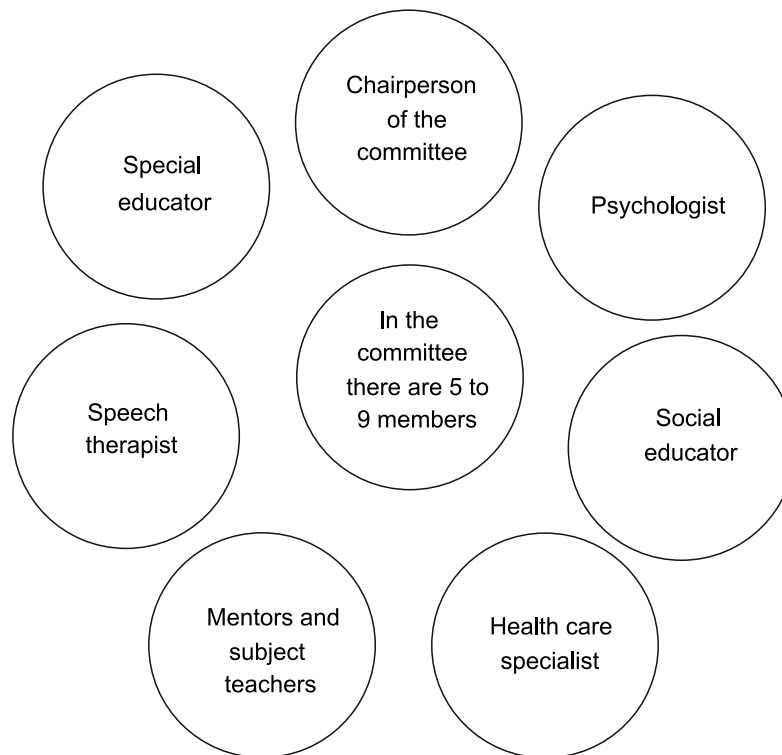 Chairperson
of the
committee
Special
educator
Psychologist
In the
committee
there are 5 to
9 members
Speech
therapist
Social
educator
Mentors and
subject
teachers
Health care
specialist